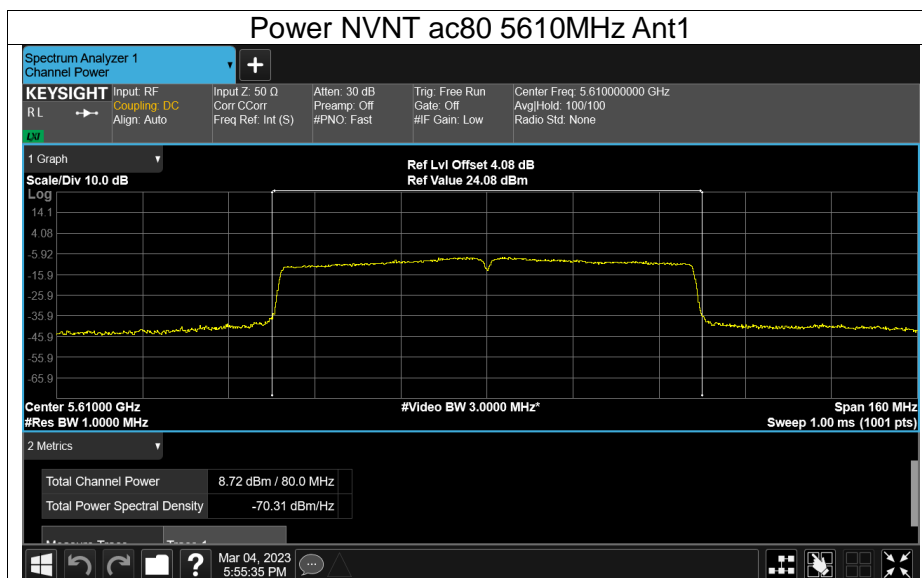 Power NVNT ac80 5610MHz Ant1
Spectrum Analyzer 1
Channel Power
+
KEYSIGHT
R L
LXI
Input: RF
Coupling: DC
Align: Auto
Input Z: 50 Ω
Corr CCorr
Freq Ref: Int (S)
Atten: 30 dB
Preamp: Off
#PNO: Fast
Trig: Free Run
Gate: Off
#IF Gain: Low
Center Freq: 5.610000000 GHz
Avg|Hold: 100/100
Radio Std: None
1 Graph
Scale/Div 10.0 dB
Ref Lvl Offset 4.08 dB
Ref Value 24.08 dBm
Log
14.1
4.08
-5.92
-15.9
-25.9
-35.9
-45.9
-55.9
-65.9
Center 5.61000 GHz
#Video BW 3.0000 MHz*
Span 160 MHz
#Res BW 1.0000 MHz
Sweep 1.00 ms (1001 pts)
2 Metrics
Total Channel Power 8.72 dBm / 80.0 MHz
Total Power Spectral Density -70.31 dBm/Hz
Measure Trace Trace 1
?
Mar 04, 2023
5:55:35 PM